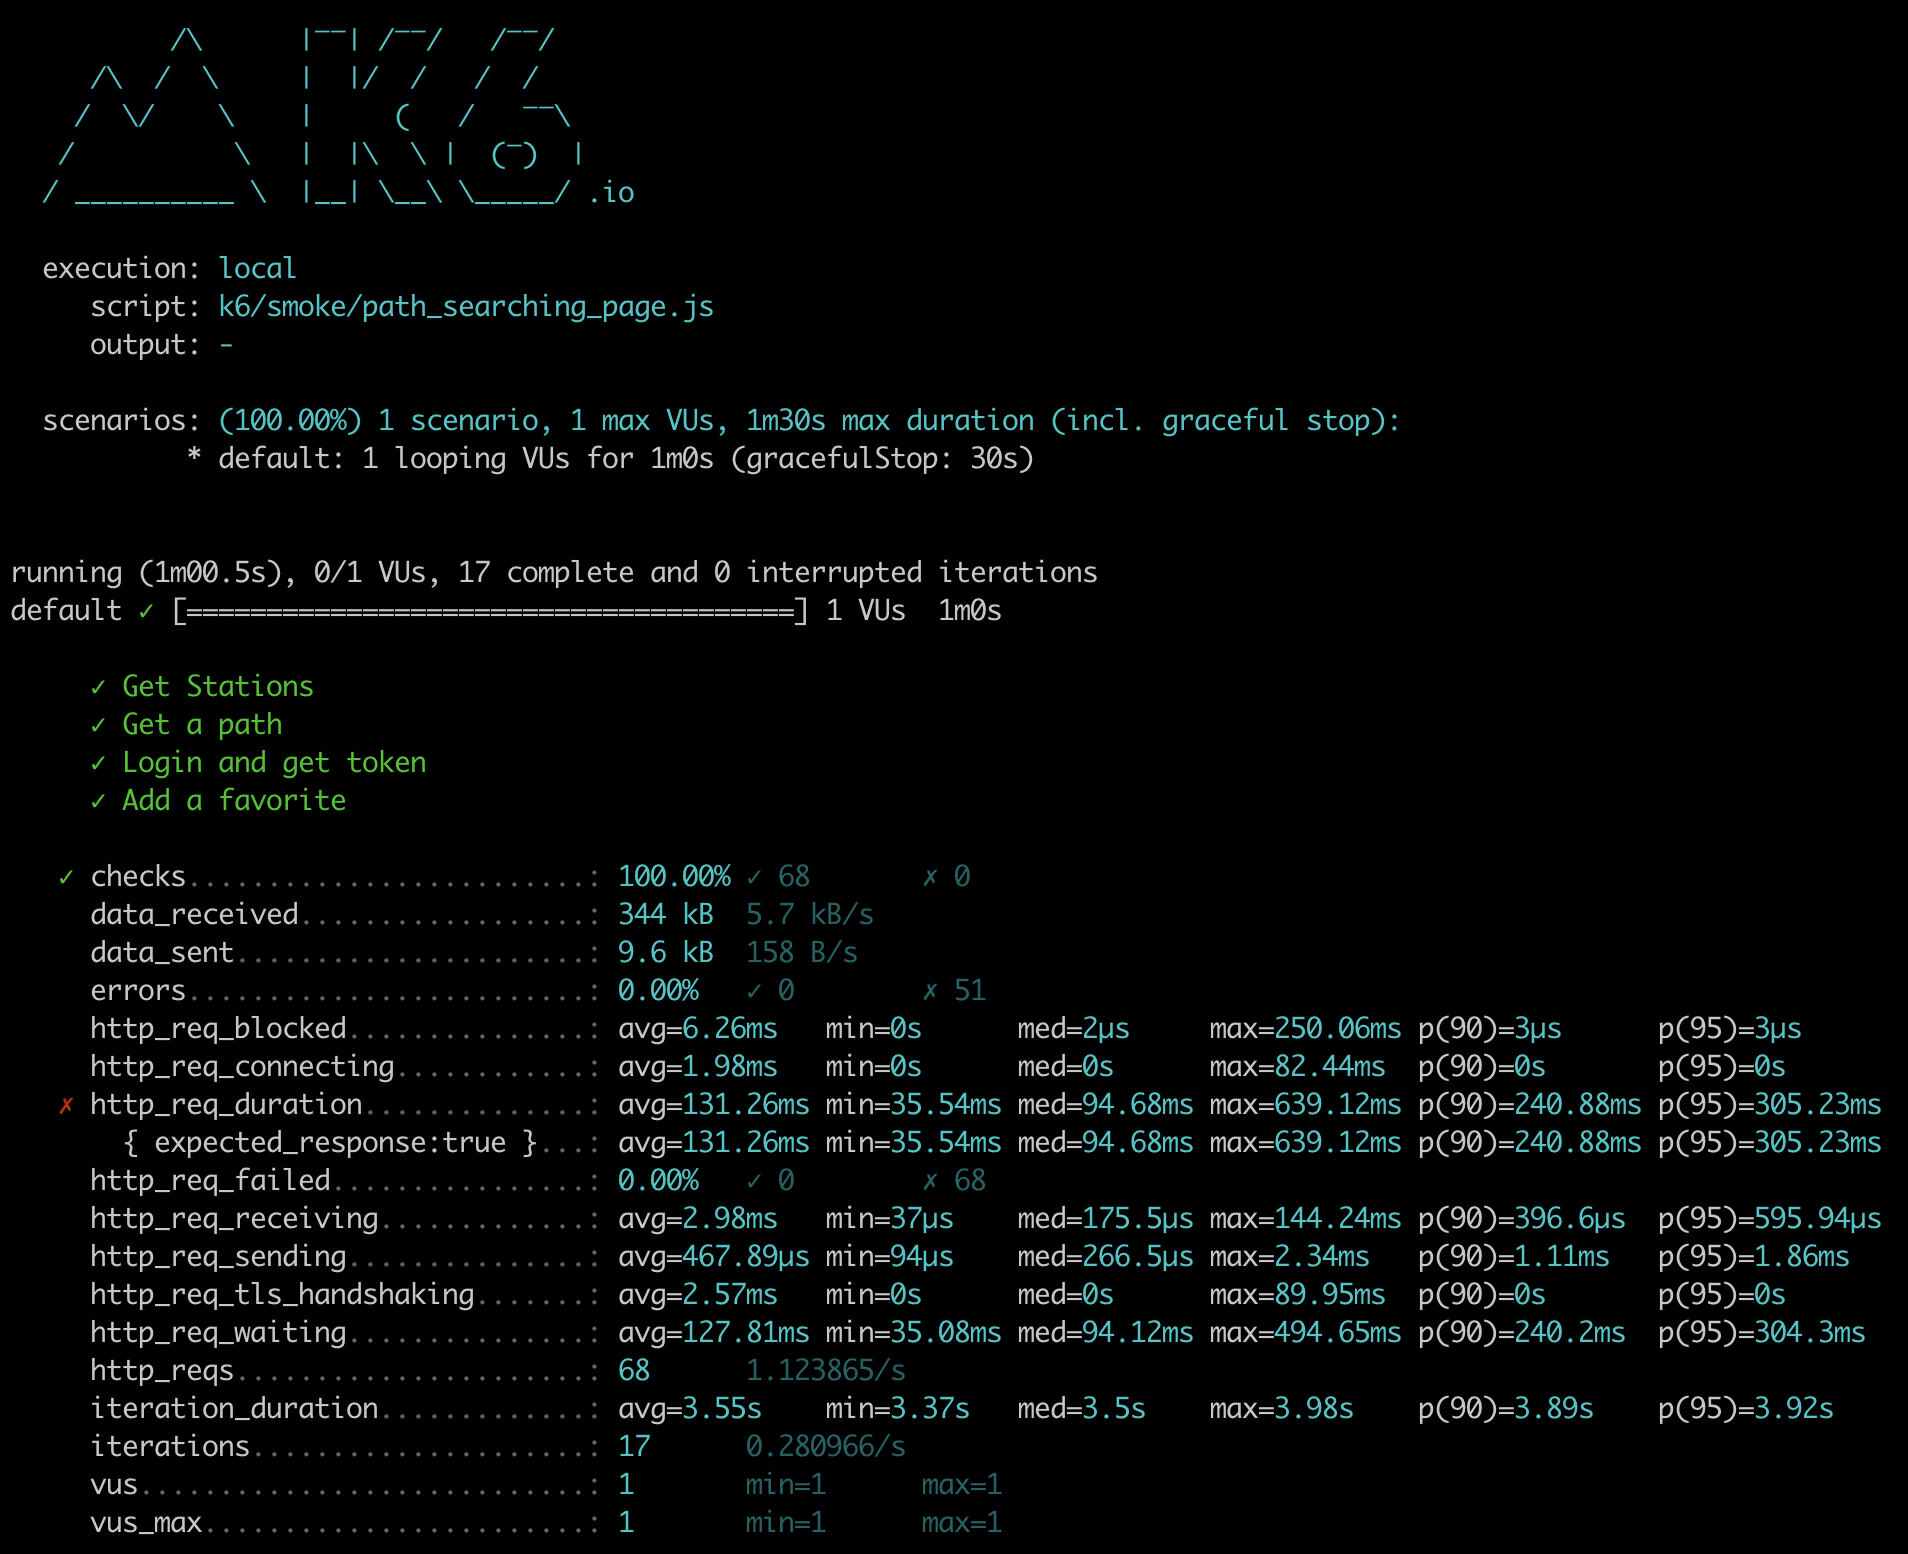 /\      |‾‾| /‾‾/   /‾‾/
     /\  /  \     |  |/  /   /  /
    /  \/    \    |     (   /   ‾‾\
   /          \   |  |\  \ |  (‾)  |
  / __________ \  |__| \__\ \_____/ .io

  execution: local
     script: k6/smoke/path_searching_page.js
     output: -

  scenarios: (100.00%) 1 scenario, 1 max VUs, 1m30s max duration (incl. graceful stop):
           * default: 1 looping VUs for 1m0s (gracefulStop: 30s)


running (1m00.5s), 0/1 VUs, 17 complete and 0 interrupted iterations
default ✓ [======================================] 1 VUs  1m0s

     ✓ Get Stations
     ✓ Get a path
     ✓ Login and get token
     ✓ Add a favorite

   ✓ checks.........................: 100.00% ✓ 68       ✗ 0
     data_received..................: 344 kB  5.7 kB/s
     data_sent......................: 9.6 kB  158 B/s
     errors.........................: 0.00%   ✓ 0        ✗ 51
     http_req_blocked...............: avg=6.26ms   min=0s      med=2µs     max=250.06ms p(90)=3µs      p(95)=3µs
     http_req_connecting............: avg=1.98ms   min=0s      med=0s      max=82.44ms  p(90)=0s       p(95)=0s
   ✗ http_req_duration..............: avg=131.26ms min=35.54ms med=94.68ms max=639.12ms p(90)=240.88ms p(95)=305.23ms
       { expected_response:true }...: avg=131.26ms min=35.54ms med=94.68ms max=639.12ms p(90)=240.88ms p(95)=305.23ms
     http_req_failed................: 0.00%   ✓ 0        ✗ 68
     http_req_receiving.............: avg=2.98ms   min=37µs    med=175.5µs max=144.24ms p(90)=396.6µs  p(95)=595.94µs
     http_req_sending...............: avg=467.89µs min=94µs    med=266.5µs max=2.34ms   p(90)=1.11ms   p(95)=1.86ms
     http_req_tls_handshaking.......: avg=2.57ms   min=0s      med=0s      max=89.95ms  p(90)=0s       p(95)=0s
     http_req_waiting...............: avg=127.81ms min=35.08ms med=94.12ms max=494.65ms p(90)=240.2ms  p(95)=304.3ms
     http_reqs......................: 68      1.123865/s
     iteration_duration.............: avg=3.55s    min=3.37s   med=3.5s    max=3.98s    p(90)=3.89s    p(95)=3.92s
     iterations.....................: 17      0.280966/s
     vus............................: 1       min=1      max=1
     vus_max........................: 1       min=1      max=1